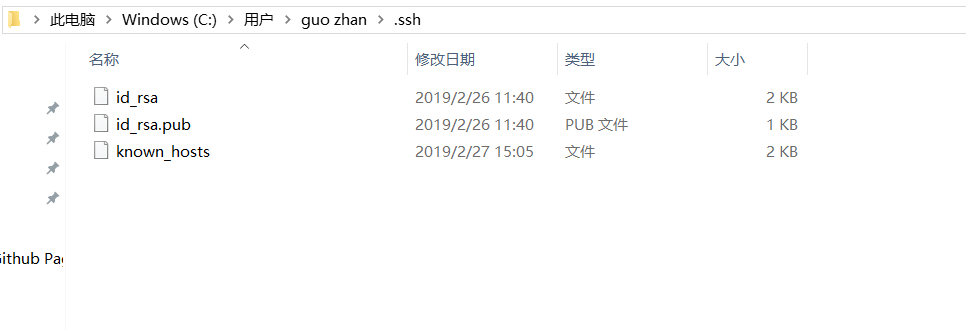 此电脑 > Windows (C:) > 用户 > guo zhan > .ssh
名称 修改日期 类型 大小
id_rsa 2019/2/26 11:40 文件 2 KB
id_rsa.pub 2019/2/26 11:40 PUB 文件 1 KB
known_hosts 2019/2/27 15:05 文件 2 KB
ithub Pa